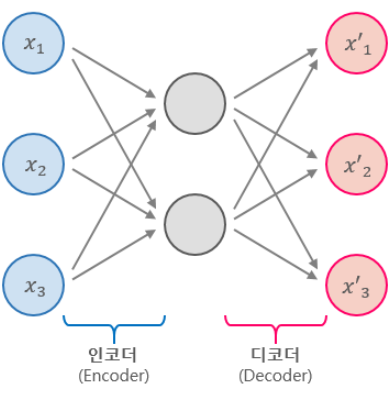 x₁
x′₁
x₂
x′₂
x₃
x′₃
인코더
(Encoder)
디코더
(Decoder)